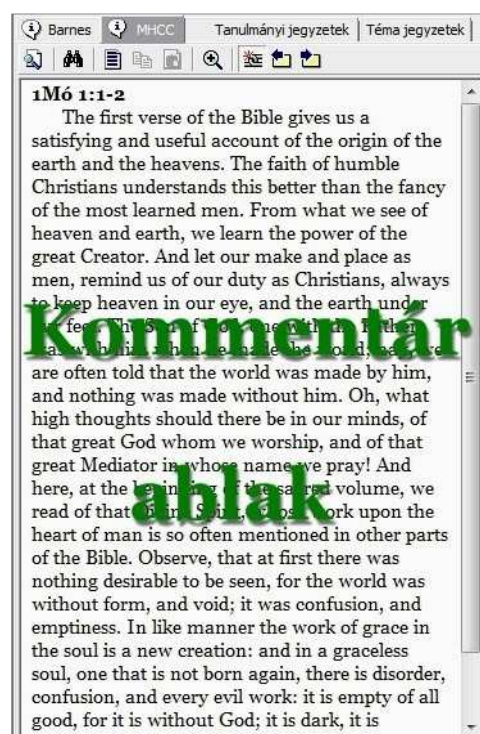 Barnes MHCC Tanulmányi jegyzetek Téma jegyzetek
1Mó 1:1-2
The first verse of the Bible gives us a
satisfying and useful account of the origin of the
earth and the heavens. The faith of humble
Christians understands this better than the fancy
of the most learned men. From what we see of
heaven and earth, we learn the power of the
great Creator. And let our make and place as
men, remind us of our duty as Christians, always
to keep heaven in our eye, and the earth under
Kommentár
are often told that the world was made by him,
and nothing was made without him. Oh, what
high thoughts should there be in our minds, of
that great God whom we worship, and of that
great Mediator in whose name we pray! And
here, at the beginning of the sacred volume, we
ablak
read of that work upon the
heart of man is so often mentioned in other parts
of the Bible. Observe, that at first there was
nothing desirable to be seen, for the world was
without form, and void; it was confusion, and
emptiness. In like manner the work of grace in
the soul is a new creation: and in a graceless
soul, one that is not born again, there is disorder,
confusion, and every evil work: it is empty of all
good, for it is without God; it is dark, it is